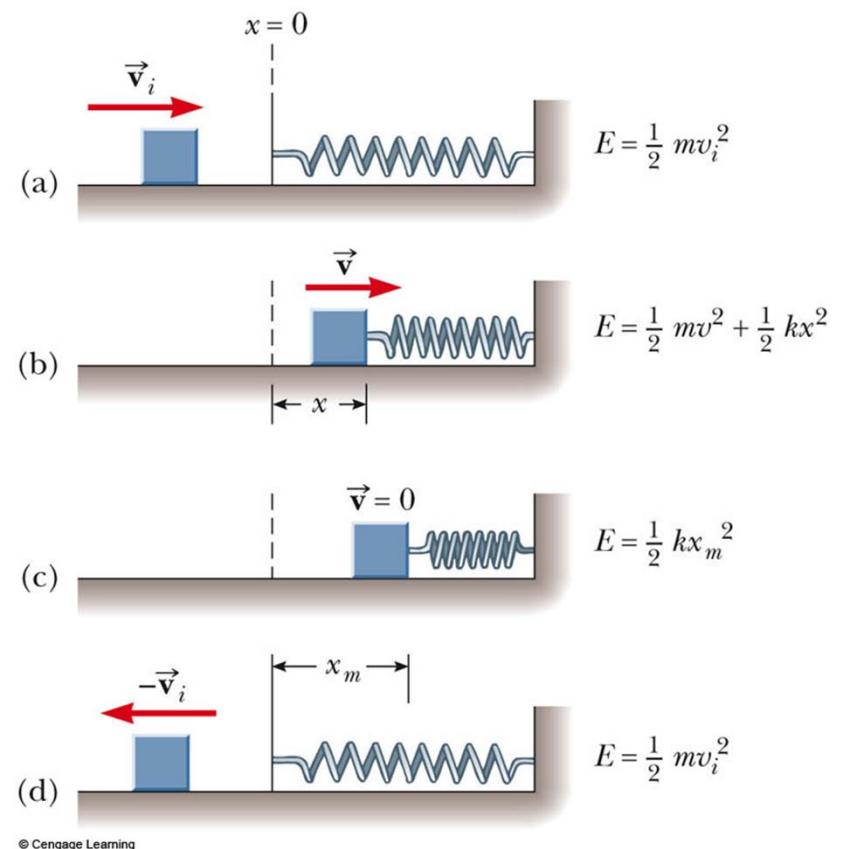 x = 0
v⃗ᵢ
(a)
E = ½ mvᵢ²
v⃗
(b)
E = ½ mv² + ½ kx²
x
v⃗ = 0
(c)
E = ½ kxₘ²
xₘ
−v⃗ᵢ
(d)
E = ½ mvᵢ²
© Cengage Learning